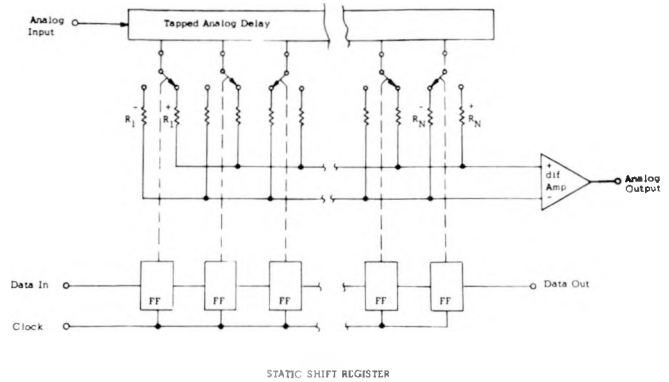 Analog
Input
Tapped Analog Delay
R1-
R1+
RN-
RN+
+
dif
Amp
-
Analog
Output
Data In
FF
FF
FF
FF
FF
Data Out
Clock
STATIC SHIFT REGISTER